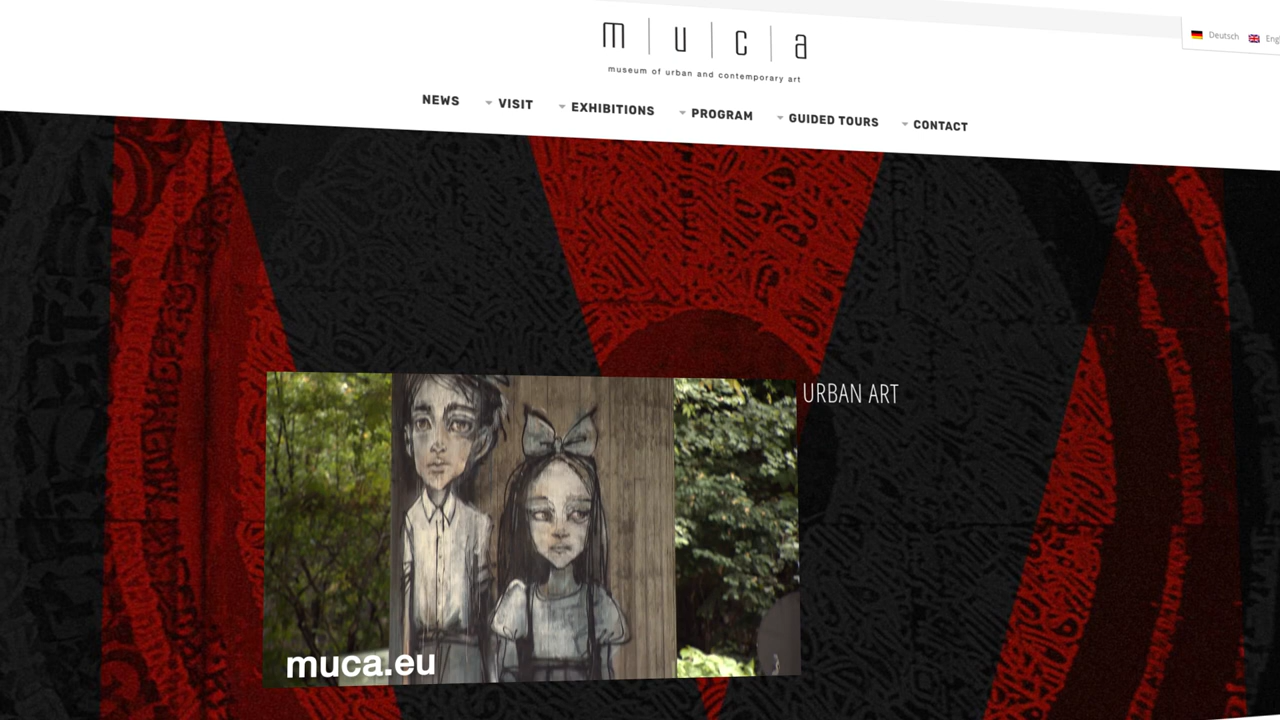 m | u | c | a
museum of urban and contemporary art
Deutsch Engl
NEWS VISIT EXHIBITIONS PROGRAM GUIDED TOURS CONTACT
URBAN ART
muca.eu